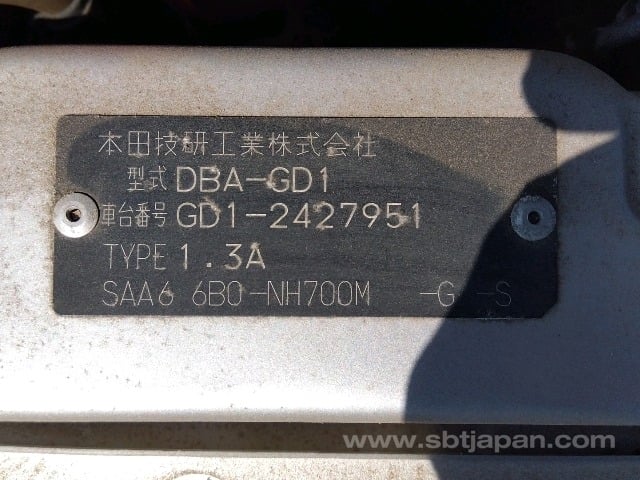 本田技研工業株式会社
型式 DBA-GD1
車台番号 GD1-2427951
TYPE 1.3A
SAA6 6B0-NH700M -G -S
www.sbtjapan.com